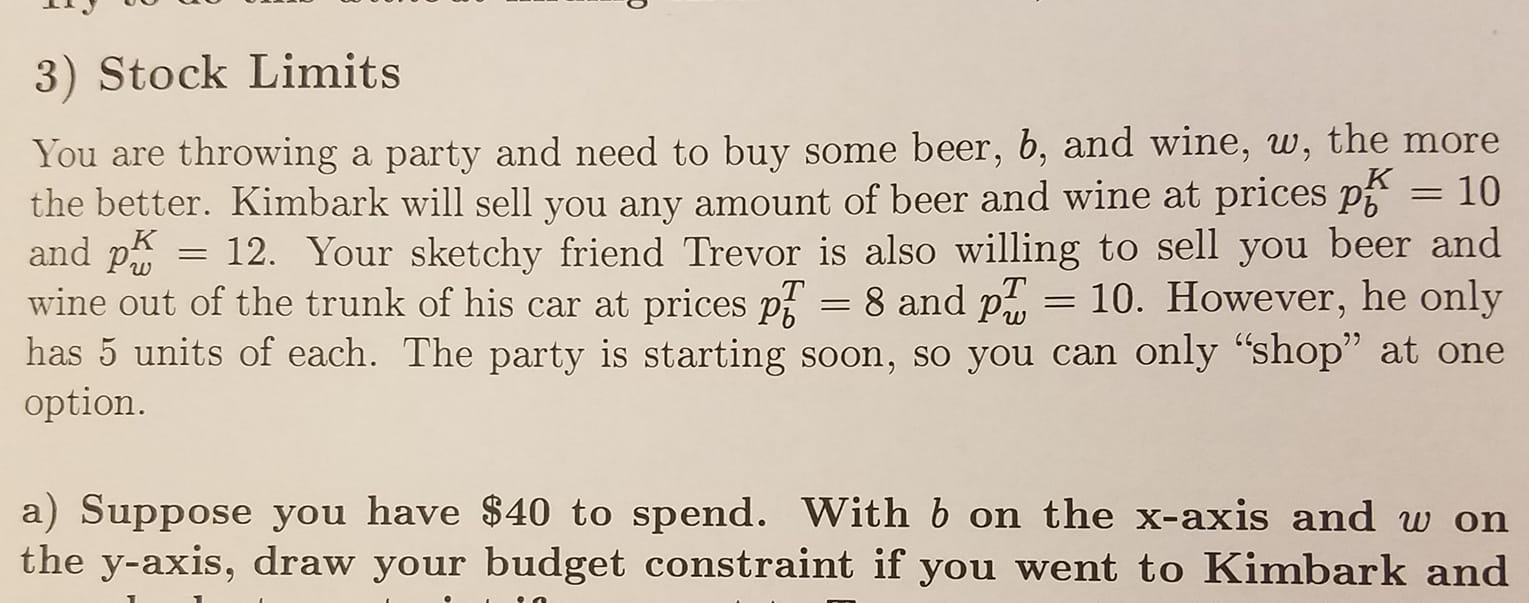 3) Stock Limits
You are throwing a party and need to buy some beer, b, and wine, w, the more
the better. Kimbark will sell you any amount of beer and wine at prices p_b^K = 10
and p_w^K = 12. Your sketchy friend Trevor is also willing to sell you beer and
wine out of the trunk of his car at prices p_b^T = 8 and p_w^T = 10. However, he only
has 5 units of each. The party is starting soon, so you can only “shop” at one
option.
a) Suppose you have $40 to spend. With b on the x-axis and w on
the y-axis, draw your budget constraint if you went to Kimbark and